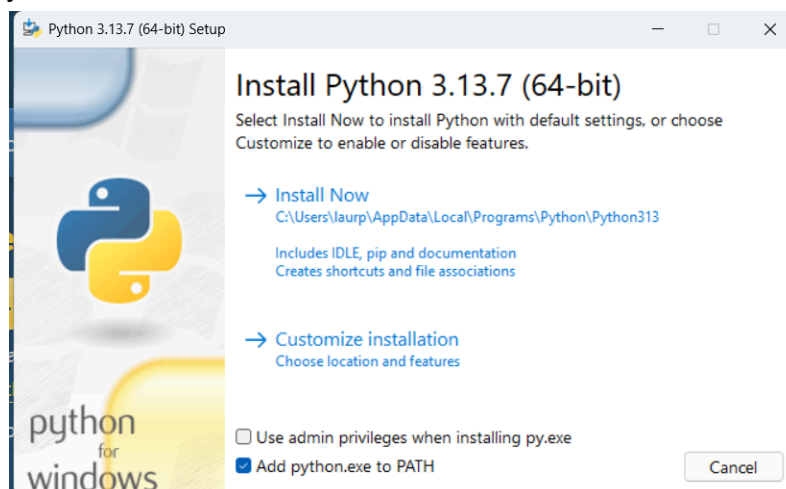 Python 3.13.7 (64-bit) Setup
Install Python 3.13.7 (64-bit)
Select Install Now to install Python with default settings, or choose
Customize to enable or disable features.
→ Install Now
C:\Users\laurp\AppData\Local\Programs\Python\Python313
Includes IDLE, pip and documentation
Creates shortcuts and file associations
→ Customize installation
Choose location and features
python
for
windows
Use admin privileges when installing py.exe
Add python.exe to PATH
Cancel